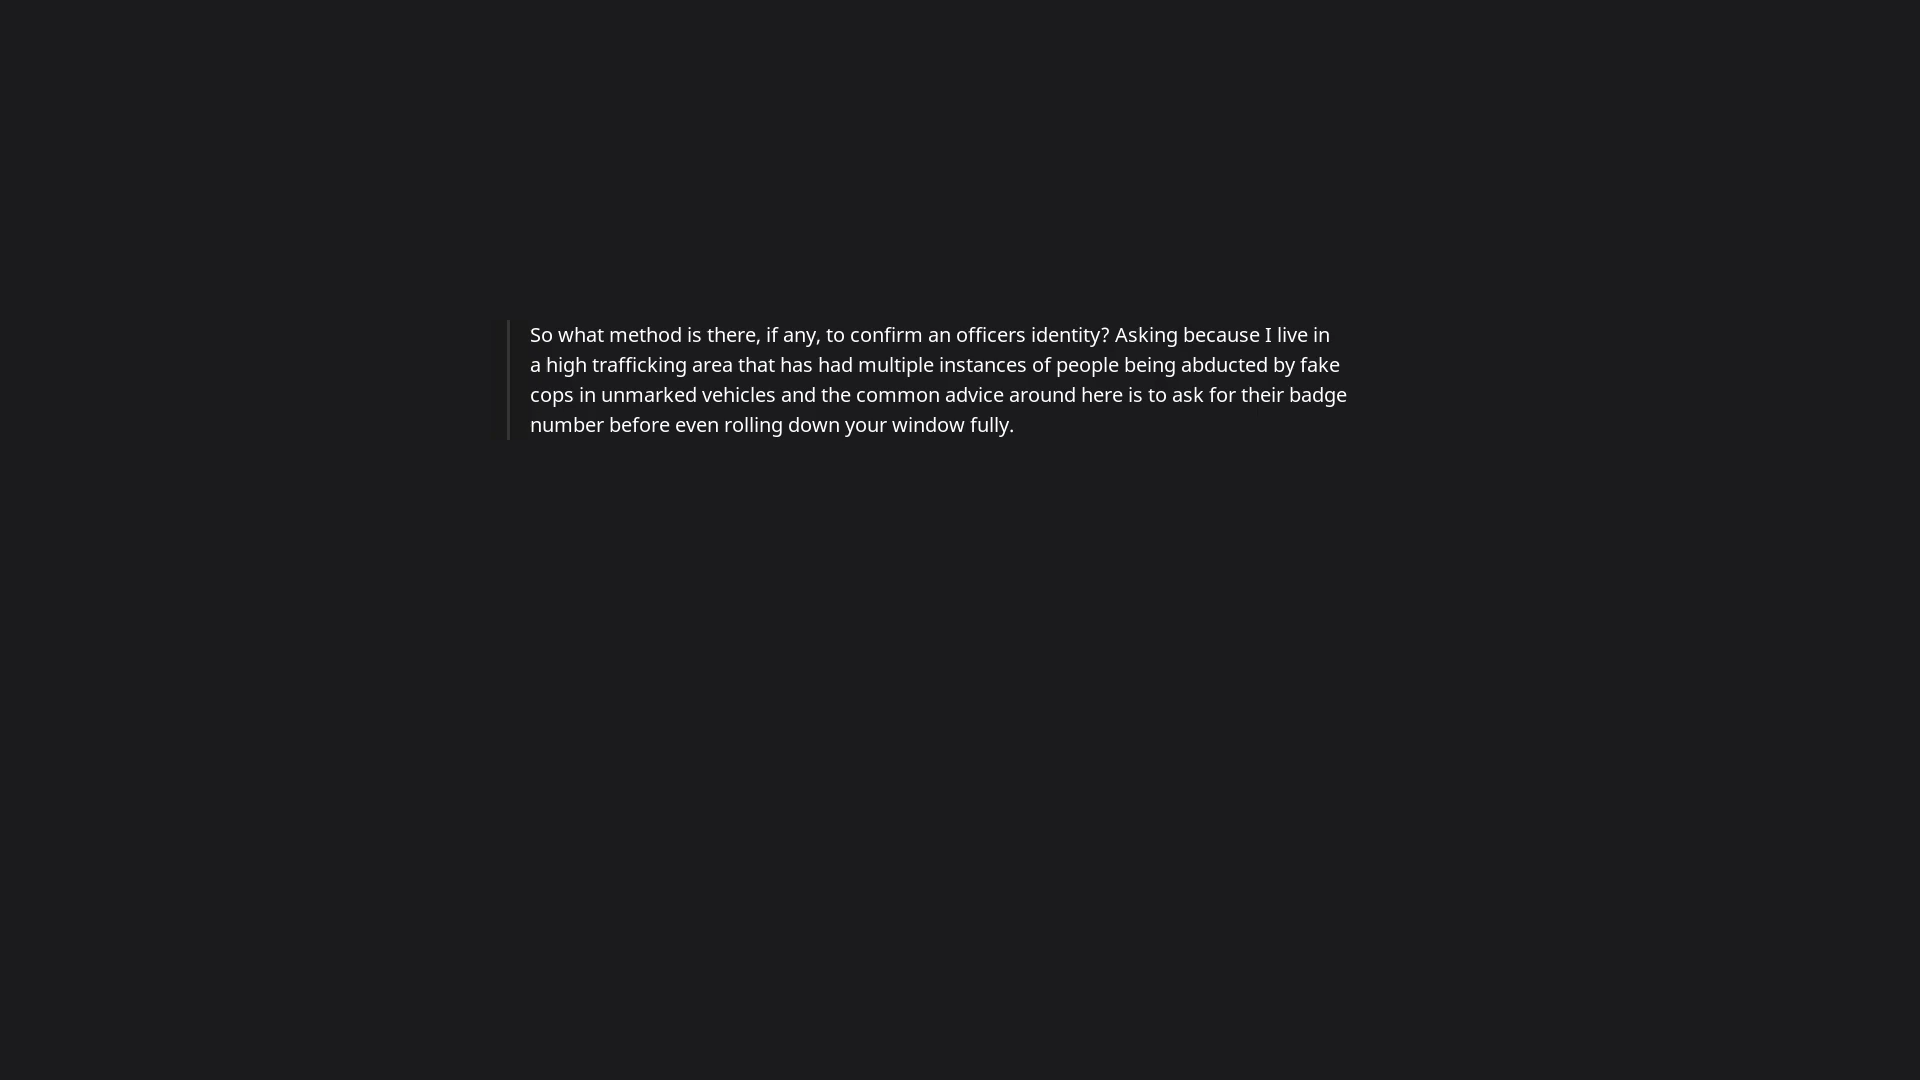 So what method is there, if any, to confirm an officers identity? Asking because I live in
a high trafficking area that has had multiple instances of people being abducted by fake
cops in unmarked vehicles and the common advice around here is to ask for their badge
number before even rolling down your window fully.